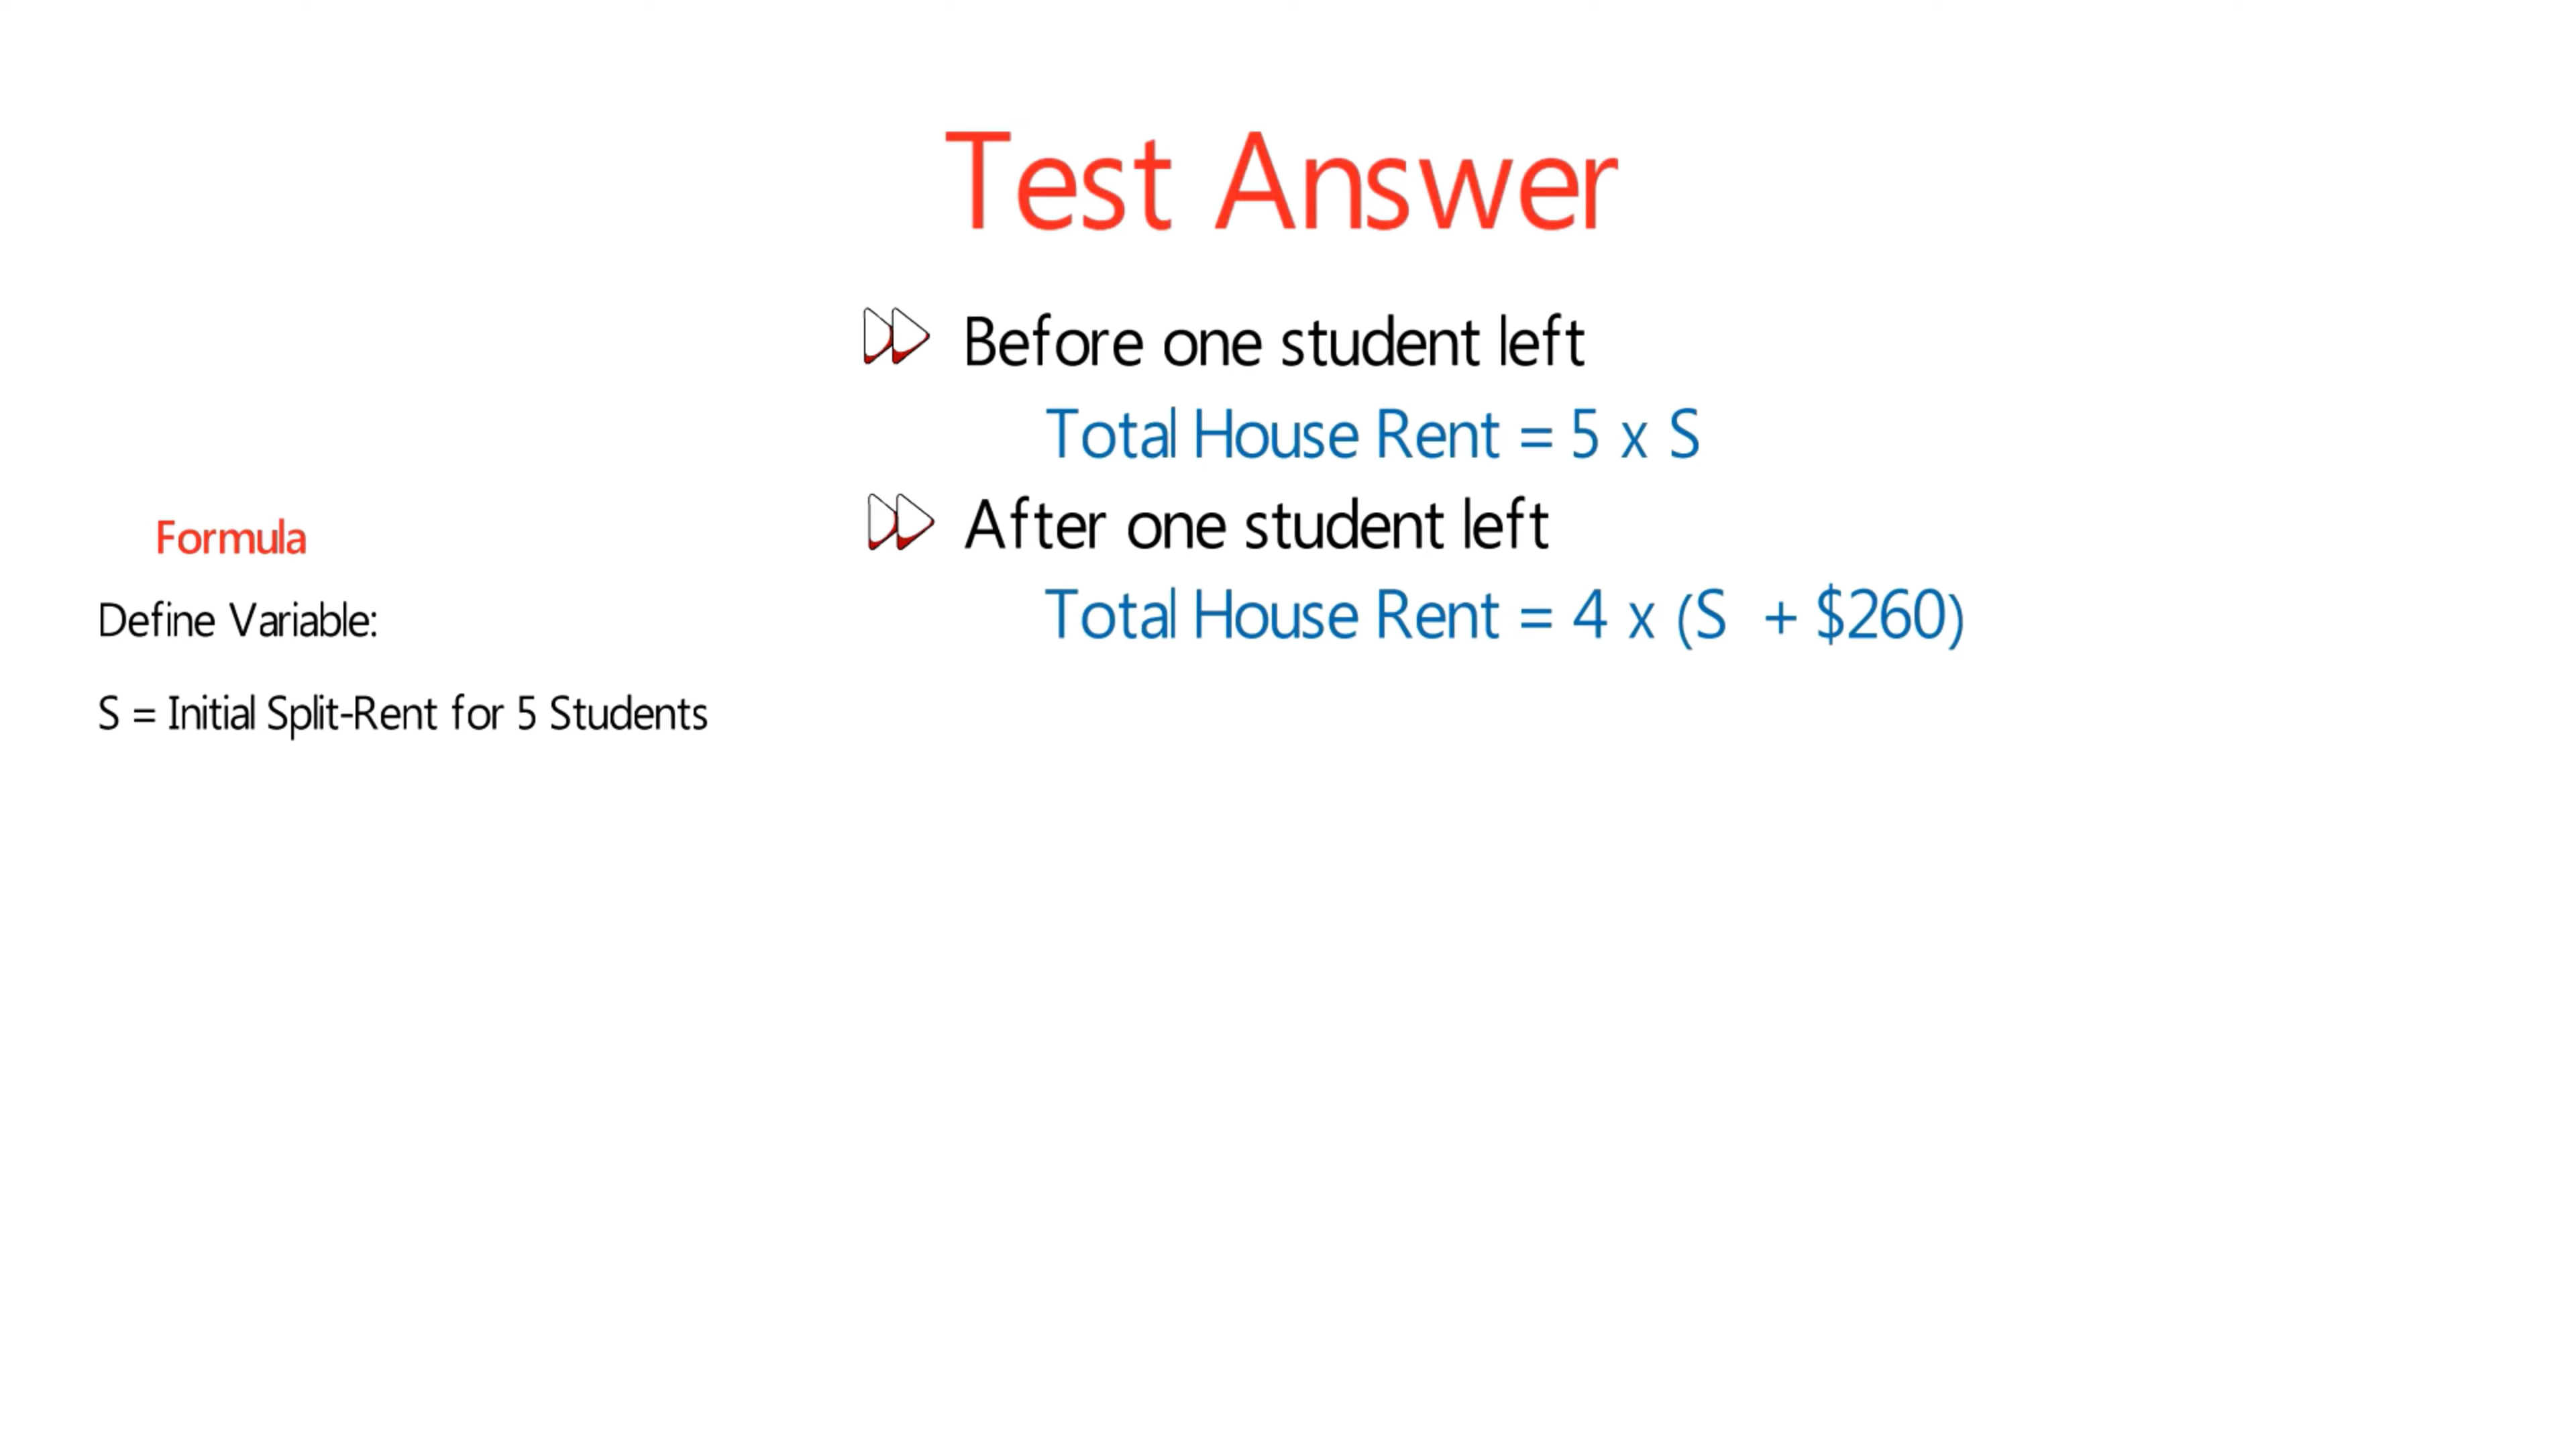 Test Answer
Before one student left
Total House Rent = 5 x S
After one student left
Total House Rent = 4 x (S + $260)
Formula
Define Variable:
S = Initial Split-Rent for 5 Students